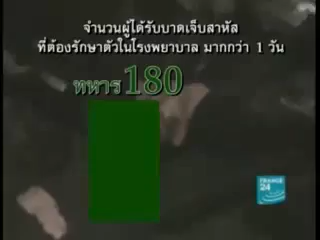 จำนวนผู้ได้รับบาดเจ็บสาหัส
ที่ต้องรักษาตัวในโรงพยาบาล มากกว่า 1 วัน
ทหาร 180
FRANCE
24